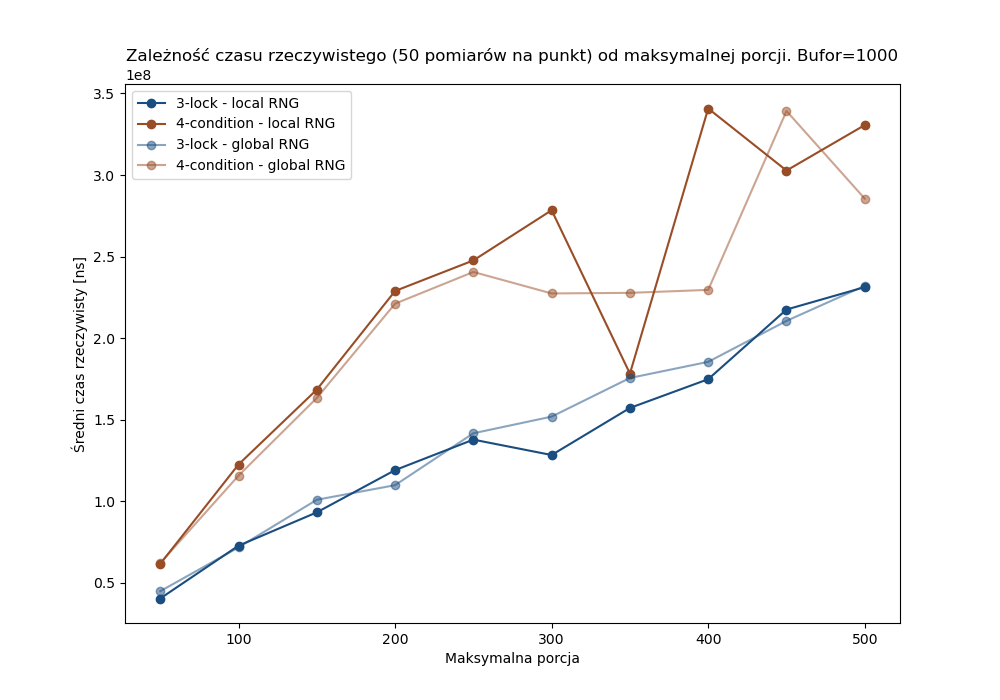 Zależność czasu rzeczywistego (50 pomiarów na punkt) od maksymalnej porcji. Bufor=1000
1e8
3-lock - local RNG
4-condition - local RNG
3-lock - global RNG
4-condition - global RNG
3.5
3.0
2.5
2.0
1.5
1.0
0.5
Średni czas rzeczywisty [ns]
100 200 300 400 500
Maksymalna porcja